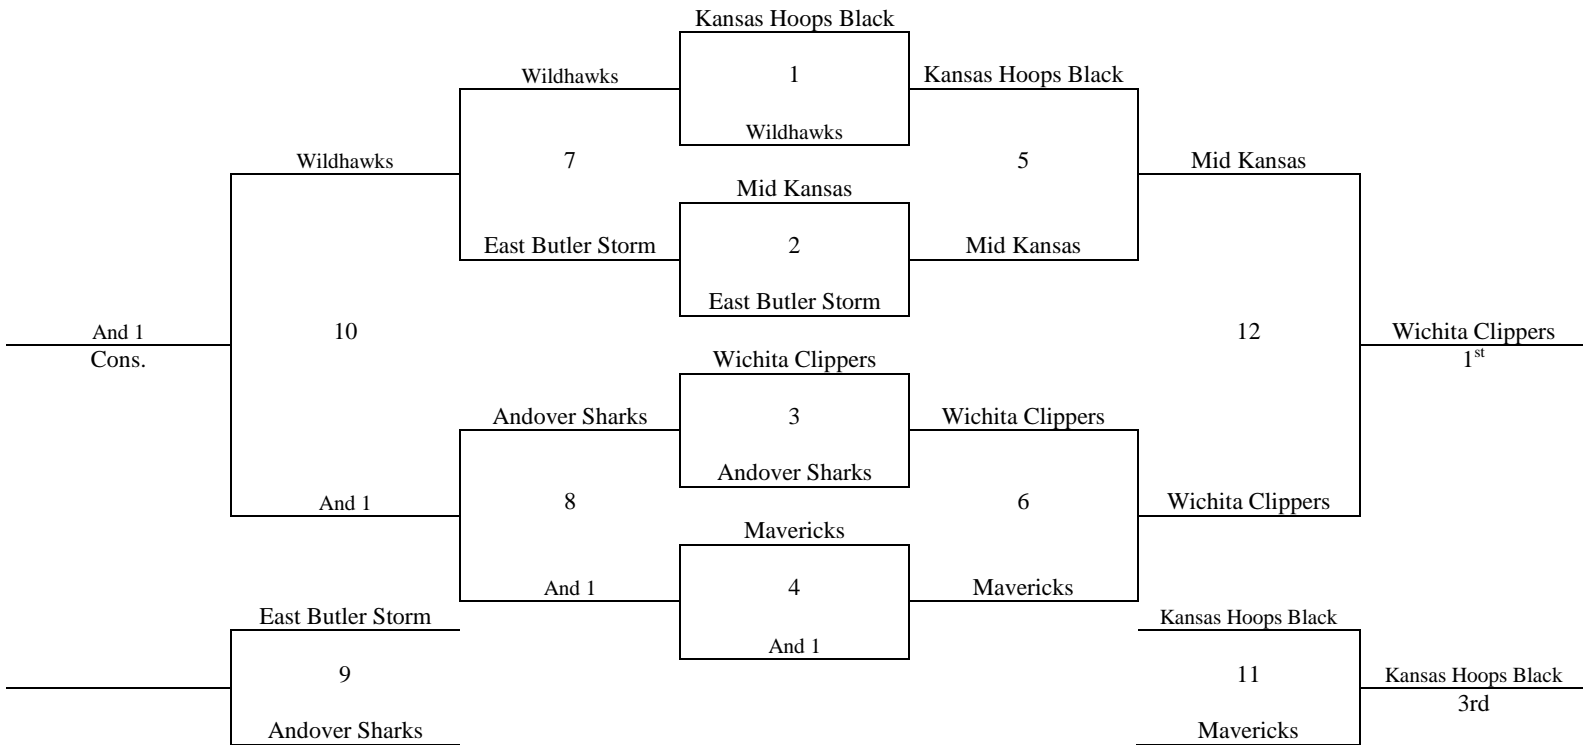 Kansas Hoops Black
Wildhawks
1
Kansas Hoops Black
Wildhawks
Wildhawks
7
5
Mid Kansas
Mid Kansas
East Butler Storm
2
Mid Kansas
East Butler Storm
And 1
10
12
Wichita Clippers
Cons.
Wichita Clippers
1st
Andover Sharks
3
Wichita Clippers
Andover Sharks
And 1
8
6
Wichita Clippers
Mavericks
And 1
4
Mavericks
East Butler Storm
Kansas Hoops Black
And 1
9
11
Kansas Hoops Black
3rd
Andover Sharks
Mavericks